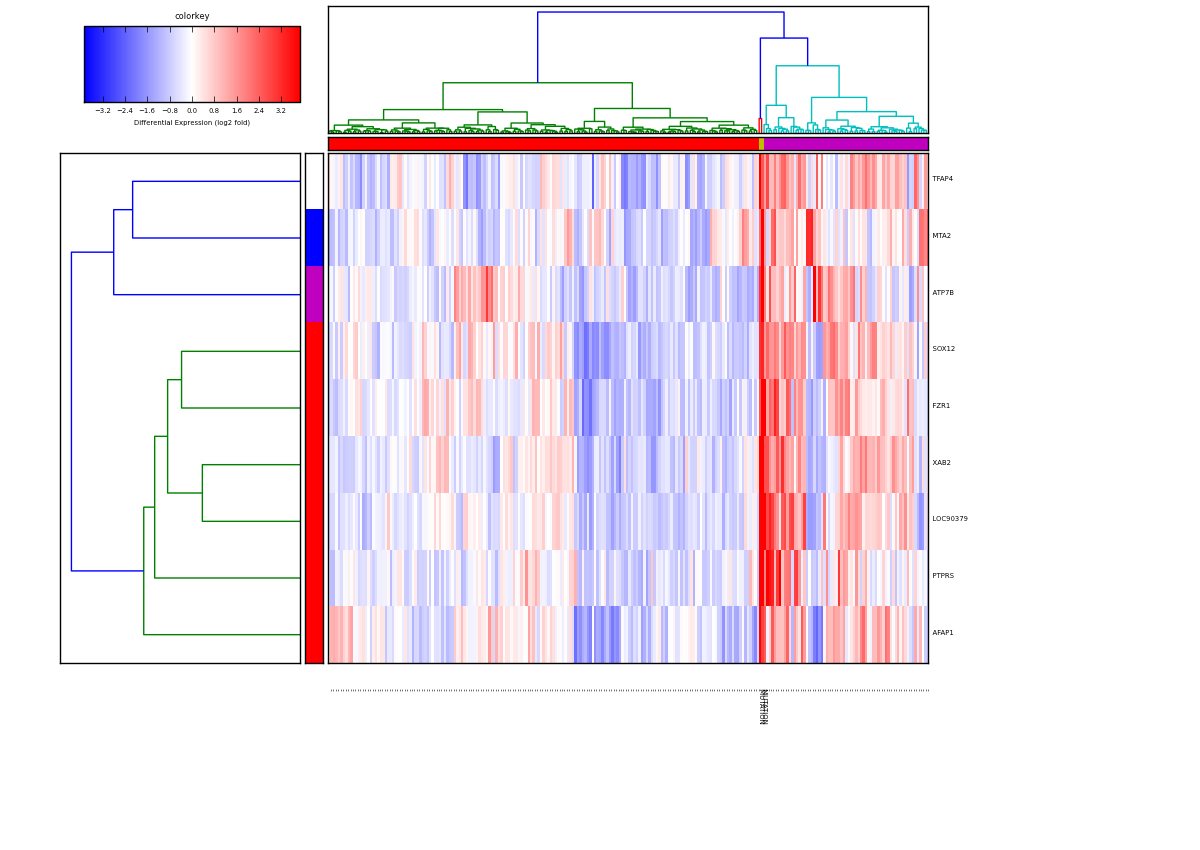 colorkey
−3.2 −2.4 −1.6 −0.8 0.0 0.8 1.6 2.4 3.2
Differential Expression (log2 fold)
TFAP4
MTA2
ATP7B
SOX12
FZR1
XAB2
LOC90379
PTPRS
AFAP1
MUTATION